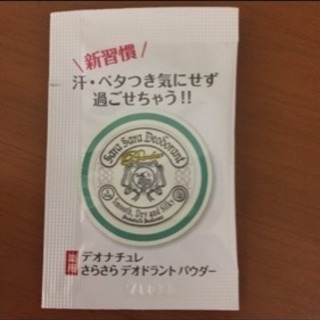 新習慣
汗・ベタつき気にせず
過ごせちゃう!!
Sara Sara Deodorant
Smooth, Dry and Silky
薬用
デオナチュレ
さらさらデオドラントパウダー